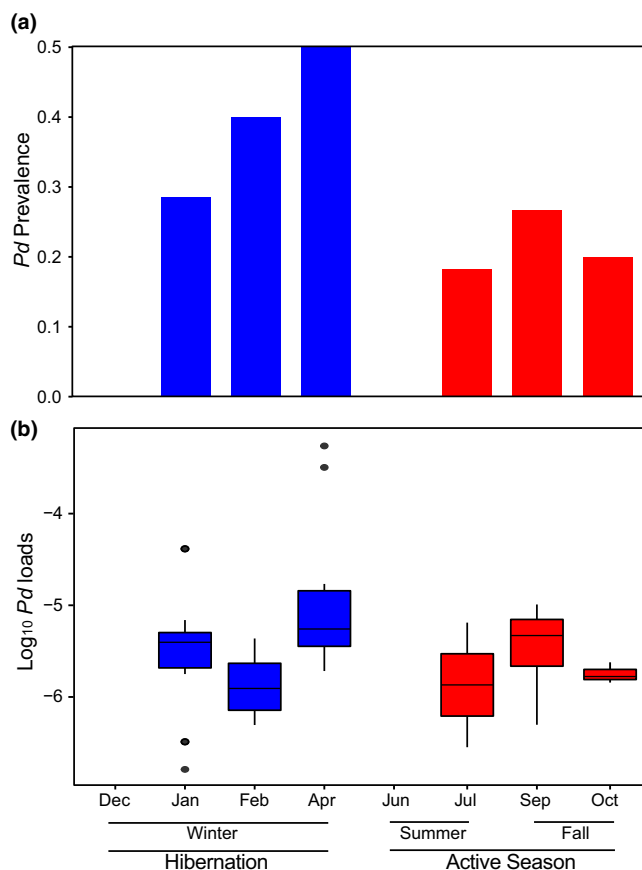 (a)
0.5
0.4
0.3
0.2
0.1
0.0
Pd Prevalence
(b)
−4
−5
−6
Log₁₀ Pd loads
Dec Jan Feb Apr Jun Jul Sep Oct
Winter Summer Fall
Hibernation Active Season